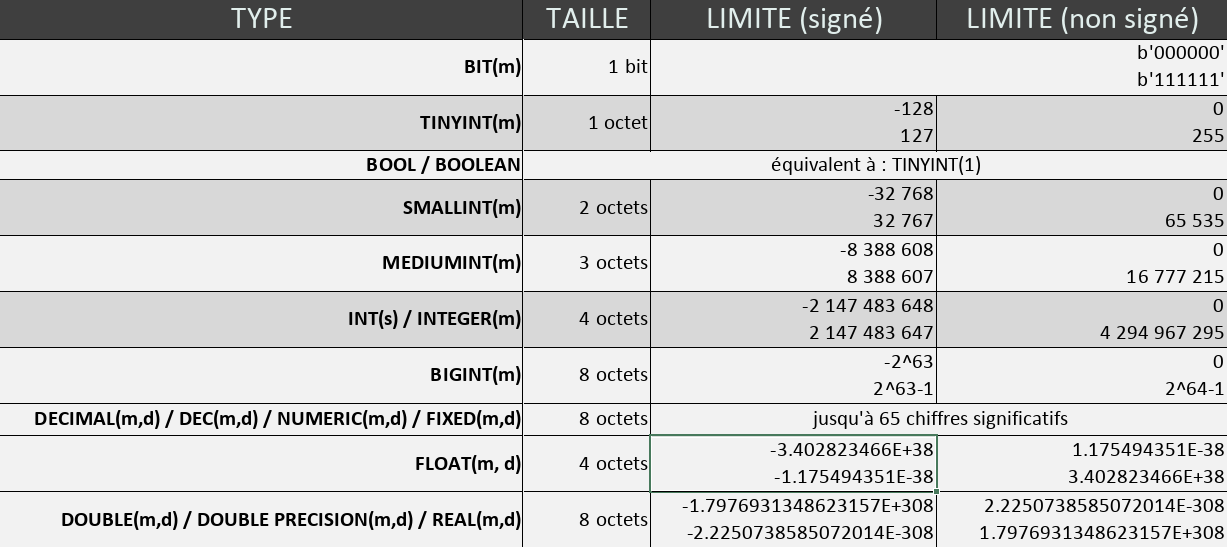 TYPE TAILLE LIMITE (signé) LIMITE (non signé)
BIT(m) 1 bit b'000000'
b'111111'
TINYINT(m) 1 octet -128 0
127 255
BOOL / BOOLEAN équivalent à : TINYINT(1)
SMALLINT(m) 2 octets -32 768 0
32 767 65 535
MEDIUMINT(m) 3 octets -8 388 608 0
8 388 607 16 777 215
INT(s) / INTEGER(m) 4 octets -2 147 483 648 0
2 147 483 647 4 294 967 295
BIGINT(m) 8 octets -2^63 0
2^63-1 2^64-1
DECIMAL(m,d) / DEC(m,d) / NUMERIC(m,d) / FIXED(m,d) 8 octets jusqu'à 65 chiffres significatifs
FLOAT(m, d) 4 octets -3.402823466E+38 1.175494351E-38
-1.175494351E-38 3.402823466E+38
DOUBLE(m,d) / DOUBLE PRECISION(m,d) / REAL(m,d) 8 octets -1.7976931348623157E+308 2.2250738585072014E-308
-2.2250738585072014E-308 1.7976931348623157E+308